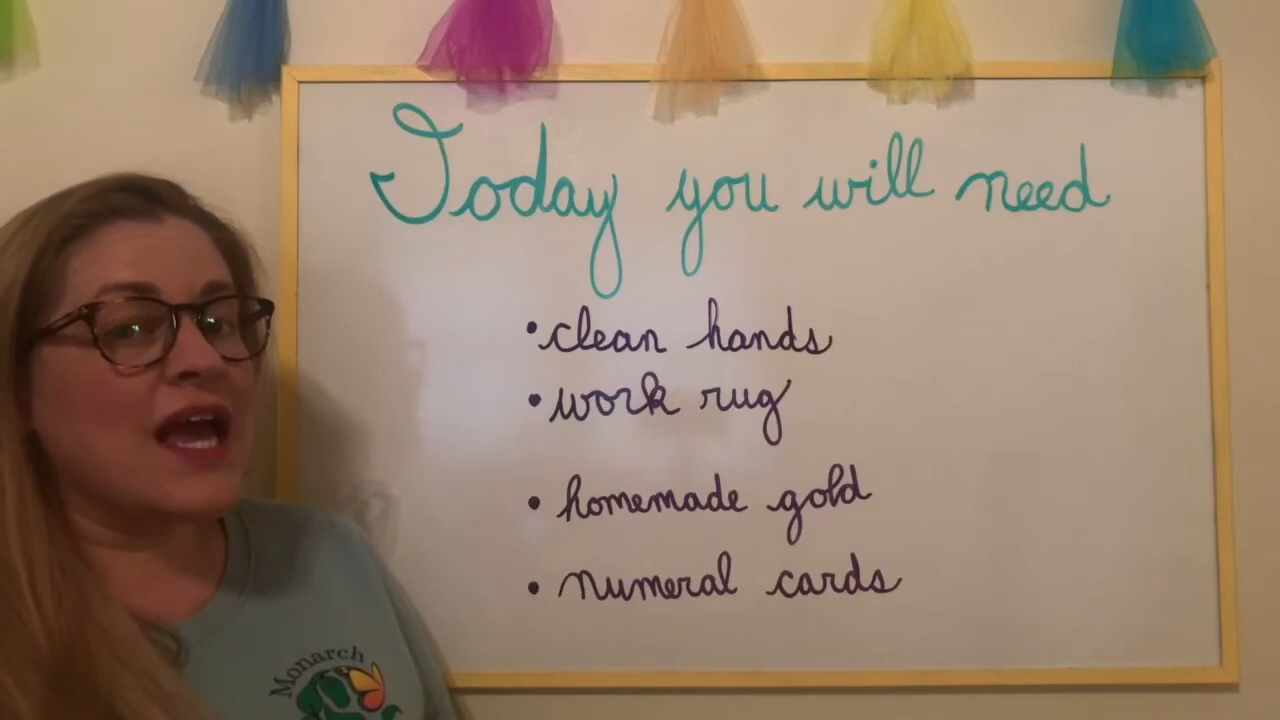 Today you will need
•clean hands
•work rug
• homemade gold
• numeral cards
Monarch